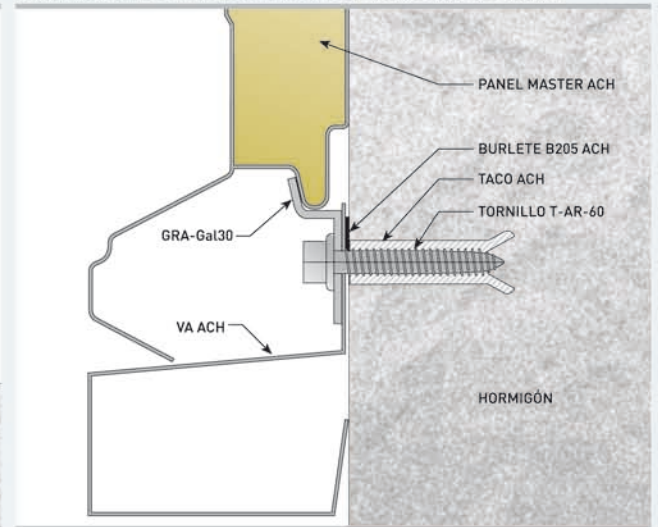 PANEL MASTER ACH
BURLETE B205 ACH
TACO ACH
TORNILLO T-AR-60
GRA-Gal30
VA ACH
HORMIGÓN